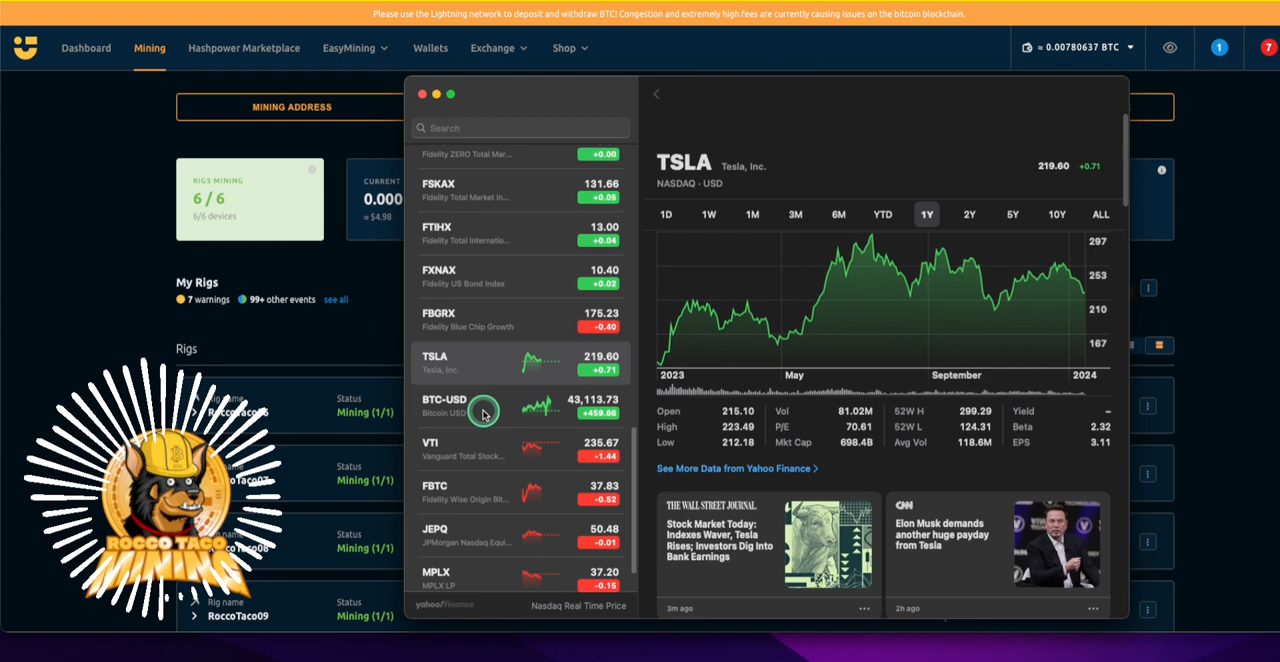 Please use the Lightning network to deposit and withdraw BTC! Congestion and extremely high fees are currently causing issues on the bitcoin blockchain.
Dashboard Mining Hashpower Marketplace EasyMining Wallets Exchange Shop ≈ 0.00780637 BTC 1 7
MINING ADDRESS
RIGS MINING
6 / 6
6/6 devices
CURRENT
0.000
≈ $4.98
My Rigs
7 warnings 99+ other events see all
Rigs
Status
Mining (1/1)
Status
Mining (1/1)
Status
Mining (1/1)
Rig name Status
RoccoTaco09 Mining (1/1)
ROCCO TACO
MINING
Search
Fidelity ZERO Total Mar... +0.00
FSKAX 131.66
Fidelity Total Market In... +0.05
FTIHX 13.00
Fidelity Total Internatio... +0.04
FXNAX 10.40
Fidelity US Bond Index +0.02
FBGRX 175.23
Fidelity Blue Chip Growth -0.40
TSLA 219.60
Tesla, Inc. +0.71
BTC-USD 43,113.73
Bitcoin USD +459.66
VTI 235.67
Vanguard Total Stock... -1.44
FBTC 37.83
Fidelity Wise Origin Bit... -0.52
JEPQ 50.48
JPMorgan Nasdaq Equi... -0.01
MPLX 37.20
MPLX LP -0.15
yahoo/finance Nasdaq Real Time Price
TSLA Tesla, Inc. 219.60 +0.71
NASDAQ · USD
1D 1W 1M 3M 6M YTD 1Y 2Y 5Y 10Y ALL
297
253
210
167
2023 May September 2024
Open 215.10 Vol 81.02M 52W H 299.29 Yield –
High 223.49 P/E 70.61 52W L 124.31 Beta 2.32
Low 212.18 Mkt Cap 698.4B Avg Vol 118.6M EPS 3.11
See More Data from Yahoo Finance
THE WALL STREET JOURNAL
Stock Market Today:
Indexes Waver, Tesla
Rises; Investors Dig Into
Bank Earnings
3m ago
CNN
Elon Musk demands
another huge payday
from Tesla
2h ago